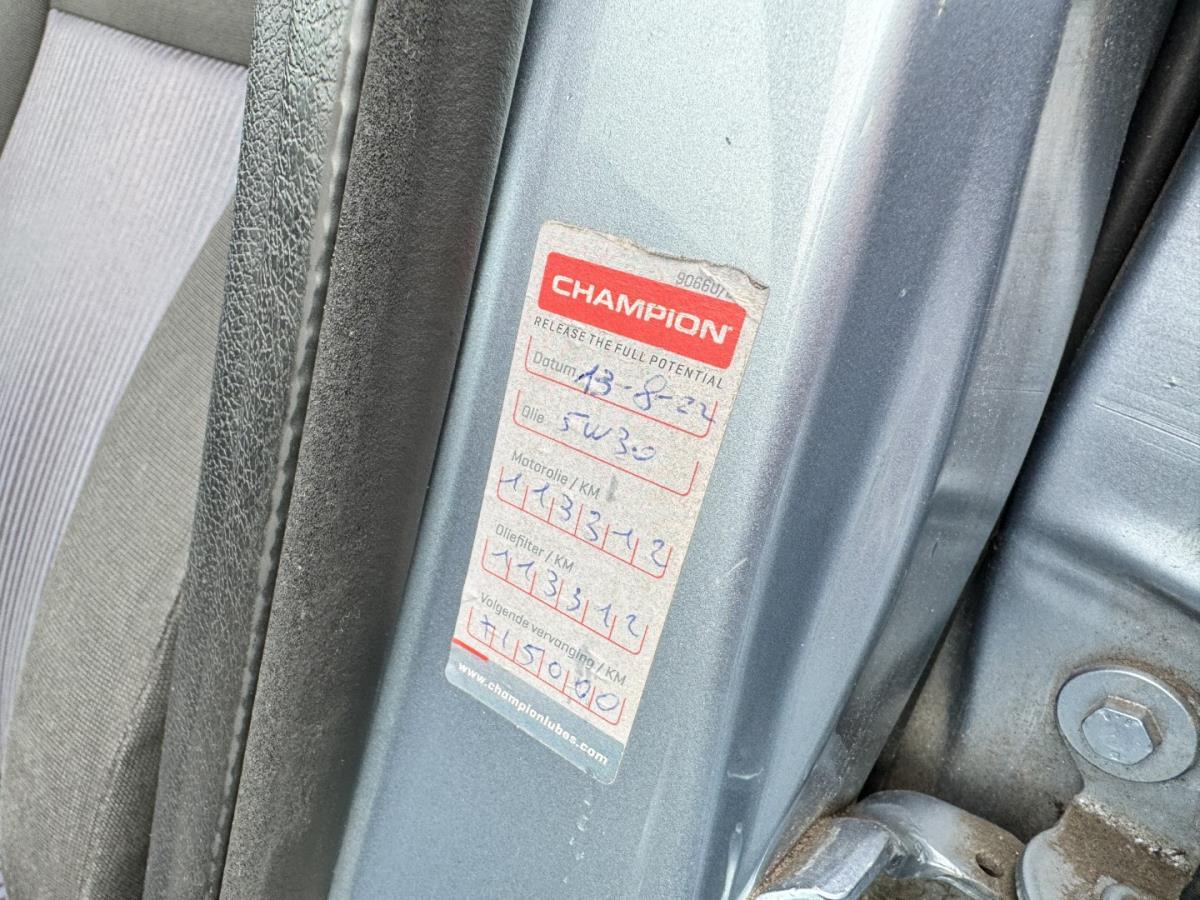 CHAMPION
RELEASE THE FULL POTENTIAL
Datum 13-8-22
Olie 5W30
Motorolie / KM
113312
Oliefilter / KM
113312
Volgende vervanging / KM
+15000
www.championlubes.com